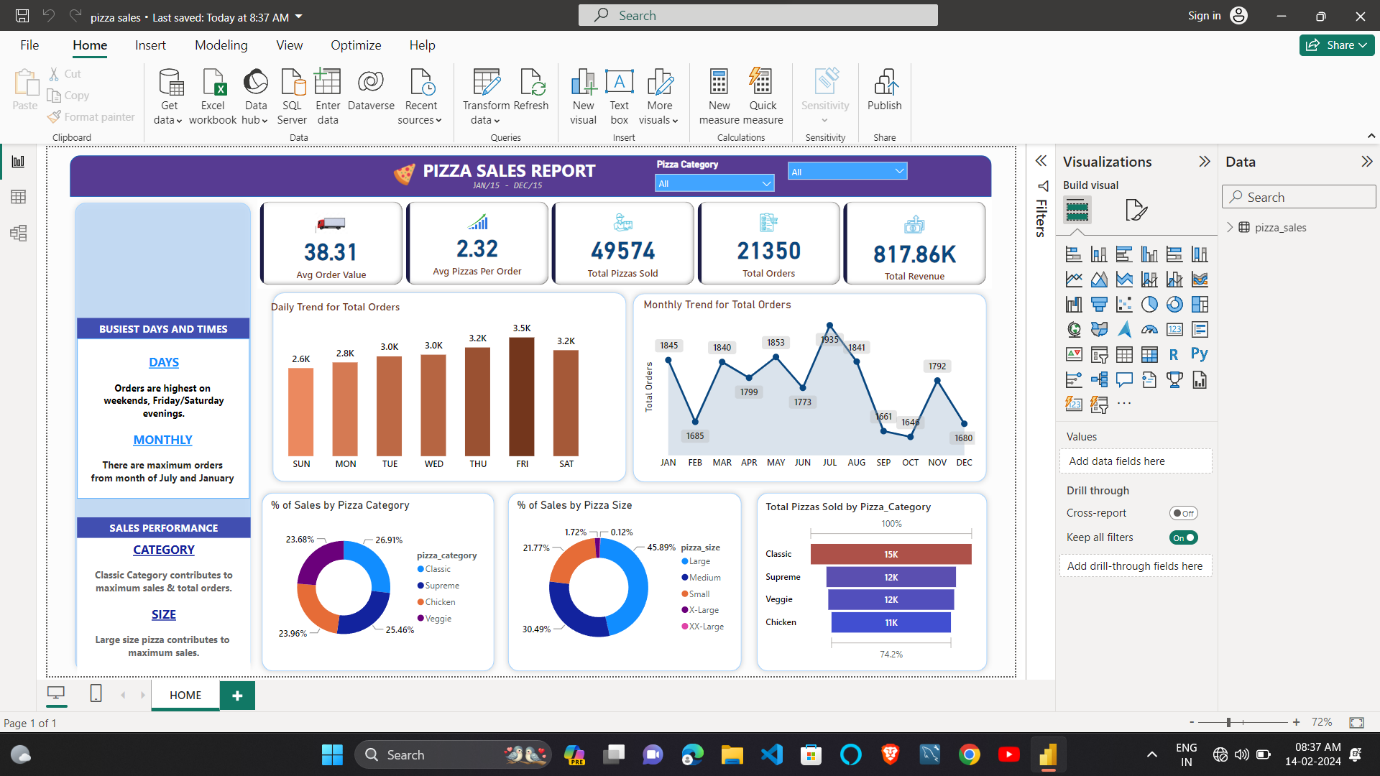 pizza sales • Last saved: Today at 8:37 AM
Search
Sign in
File Home Insert Modeling View Optimize Help
Share
Paste
Cut
Copy
Format painter
Clipboard
Get data
Excel workbook
Data hub
SQL Server
Enter data
Dataverse
Recent sources
Data
Transform data
Refresh
Queries
New visual
Text box
More visuals
Insert
New measure
Quick measure
Calculations
Sensitivity
Sensitivity
Publish
Share
PIZZA SALES REPORT
JAN/15 - DEC/15
Pizza Category
All
All
38.31
Avg Order Value
2.32
Avg Pizzas Per Order
49574
Total Pizzas Sold
21350
Total Orders
817.86K
Total Revenue
BUSIEST DAYS AND TIMES
DAYS
Orders are highest on
weekends, Friday/Saturday
evenings.
MONTHLY
There are maximum orders
from month of July and January
SALES PERFORMANCE
CATEGORY
Classic Category contributes to
maximum sales & total orders.
SIZE
Large size pizza contributes to
maximum sales.
Daily Trend for Total Orders
2.6K 2.8K 3.0K 3.0K 3.2K 3.5K 3.2K
SUN MON TUE WED THU FRI SAT
Monthly Trend for Total Orders
Total Orders
1845 1685 1840 1799 1853 1773 1935 1841 1661 1646 1792 1680
JAN FEB MAR APR MAY JUN JUL AUG SEP OCT NOV DEC
% of Sales by Pizza Category
23.68% 26.91%
23.96% 25.46%
pizza_category
Classic
Supreme
Chicken
Veggie
% of Sales by Pizza Size
1.72% 0.12%
21.77% 45.89%
30.49%
pizza_size
Large
Medium
Small
X-Large
XX-Large
Total Pizzas Sold by Pizza_Category
100%
Classic 15K
Supreme 12K
Veggie 12K
Chicken 11K
74.2%
Filters
Visualizations
Build visual
123
R
Py
123
Values
Add data fields here
Drill through
Cross-report Off
Keep all filters On
Add drill-through fields here
Data
Search
pizza_sales
HOME
Page 1 of 1
- + 72%
Search
PRE
ENG
IN
08:37 AM
14-02-2024